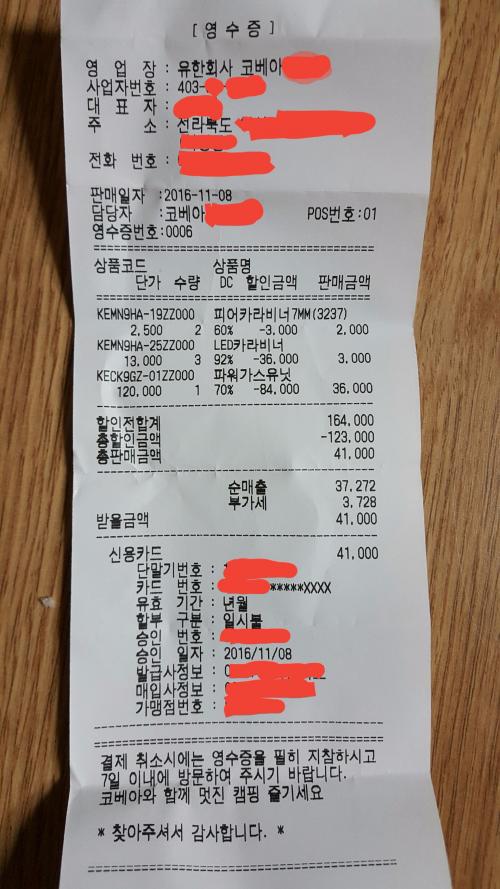 [ 영 수 증 ]
영 업 장 : 유한회사 코베아
사업자번호 : 403-
대 표 자 :
주 소 : 전라북도
전화 번호 :
판매일자 :2016-11-08
담당자 :코베아 POS번호:01
영수증번호:0006
상품코드 상품명
단가 수량 DC 할인금액 판매금액
KEMN9HA-19ZZ000 피어카라비너7MM(3237)
2,500 2 60% -3,000 2,000
KEMN9HA-25ZZ000 LED카라비너
13,000 3 92% -36,000 3,000
KECK9GZ-01ZZ000 파워가스유닛
120,000 1 70% -84,000 36,000
할인전합계 164,000
총할인금액 -123,000
총판매금액 41,000
순매출 37,272
부가세 3,728
받을금액 41,000
신용카드 41,000
단말기번호 :
카드 번호 : *****XXXX
유효 기간 : 년월
할부 구분 : 일시불
승인 번호 :
승인 일자 : 2016/11/08
발급사정보 :
매입사정보 :
가맹점번호 :
결제 취소시에는 영수증을 필히 지참하시고
7일 이내에 방문하여 주시기 바랍니다.
코베아와 함께 멋진 캠핑 즐기세요
* 찾아주셔서 감사합니다. *